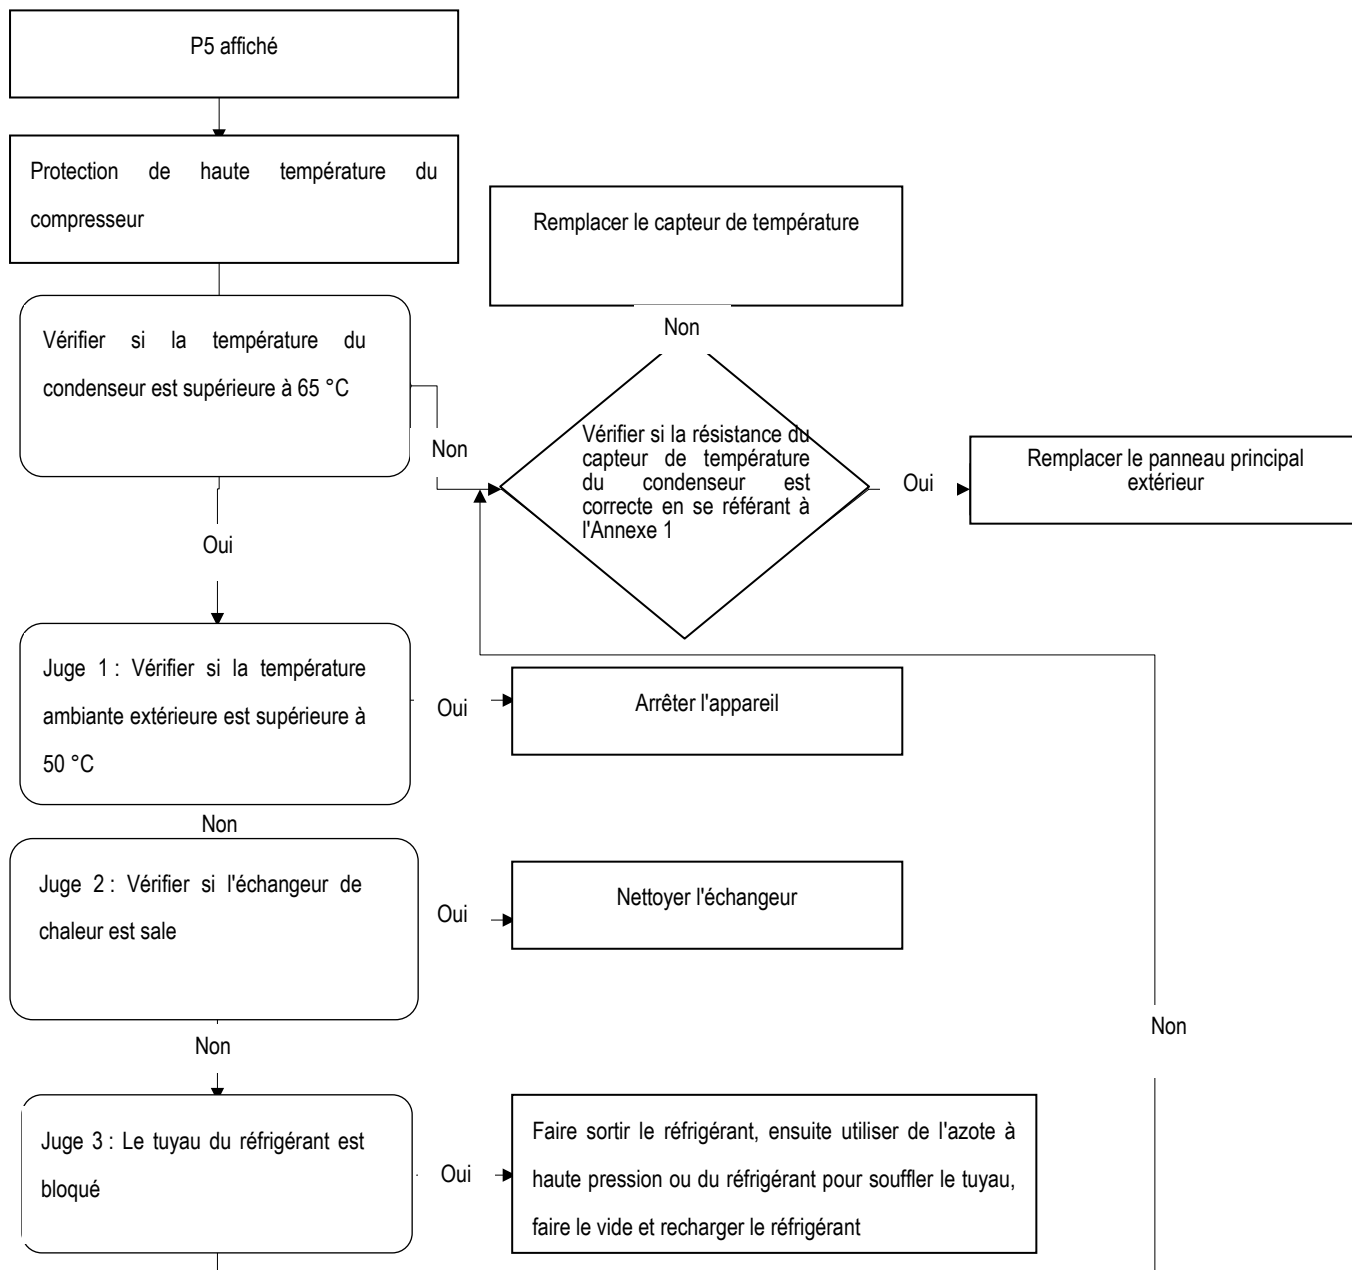 P5 affiché
Protection de haute température du
compresseur
Remplacer le capteur de température
Non
Vérifier si la température du
condenseur est supérieure à 65 °C
Non
Vérifier si la résistance du
capteur de température
du condenseur est
correcte en se référant à
l'Annexe 1
Oui
Remplacer le panneau principal
extérieur
Oui
Juge 1 : Vérifier si la température
ambiante extérieure est supérieure à
50 °C
Oui
Arrêter l'appareil
Non
Juge 2 : Vérifier si l'échangeur de
chaleur est sale
Oui
Nettoyer l'échangeur
Non
Non
Juge 3 : Le tuyau du réfrigérant est
bloqué
Oui
Faire sortir le réfrigérant, ensuite utiliser de l'azote à
haute pression ou du réfrigérant pour souffler le tuyau,
faire le vide et recharger le réfrigérant